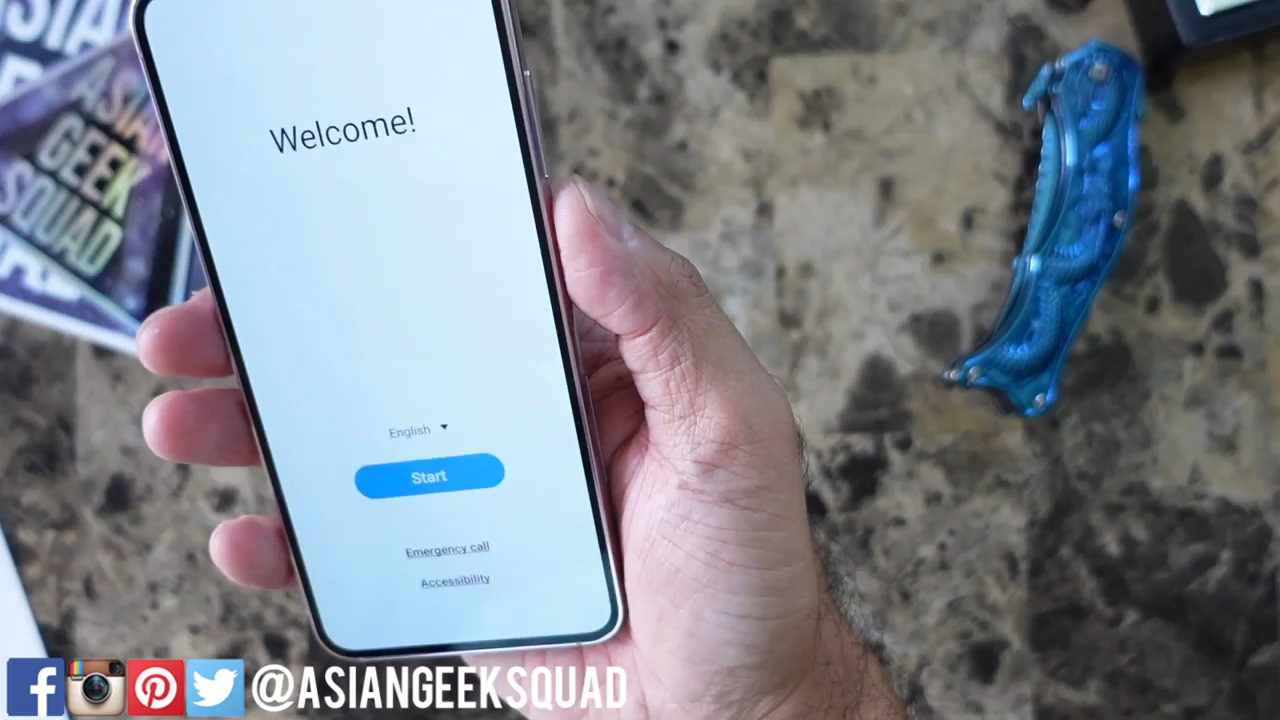 ASIAN
GEEK
SQUAD
Welcome!
English
Start
Emergency call
Accessibility
@ASIANGEEKSQUAD